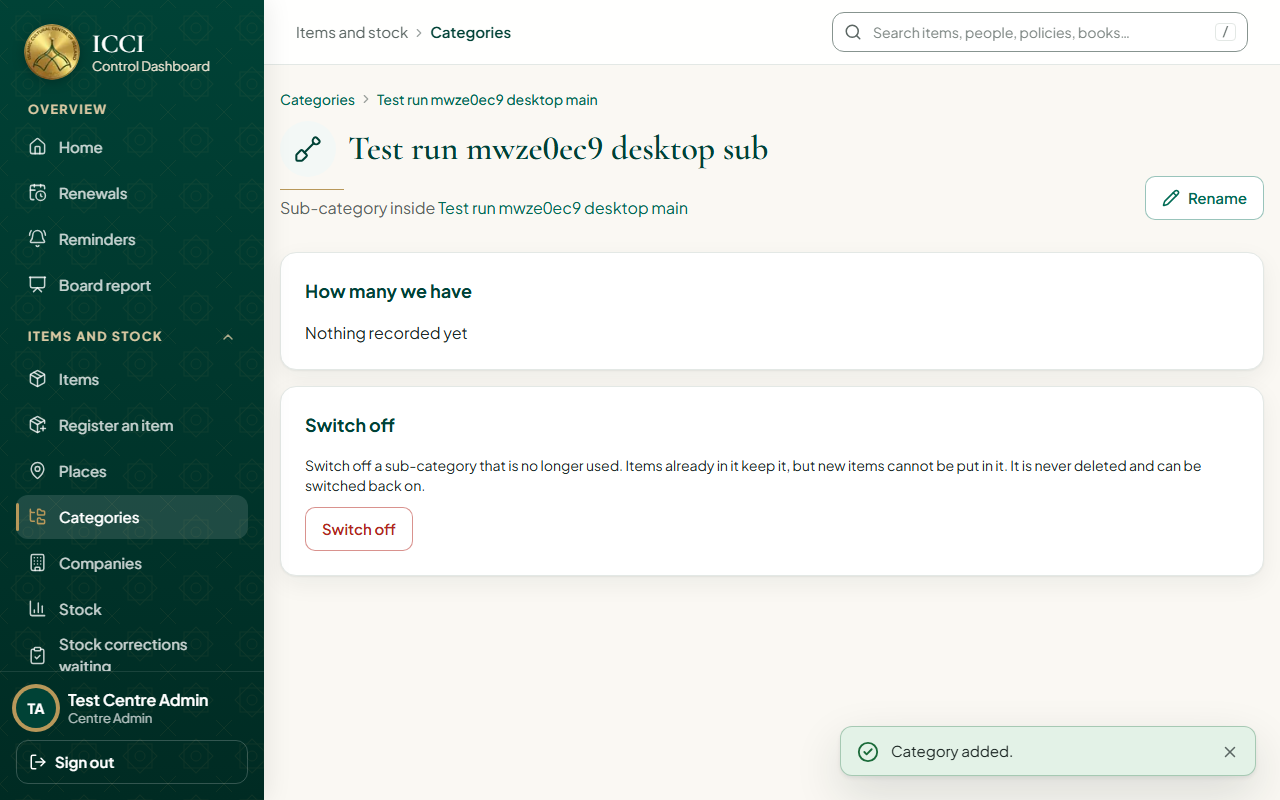 ICCI
Control Dashboard
OVERVIEW
Home
Renewals
Reminders
Board report
ITEMS AND STOCK
Items
Register an item
Places
Categories
Companies
Stock
Stock corrections
waiting
TA
Test Centre Admin
Centre Admin
Sign out
Items and stock
Categories
Search items, people, policies, books…
/
Categories
Test run mwze0ec9 desktop main
Test run mwze0ec9 desktop sub
Sub-category inside Test run mwze0ec9 desktop main
Rename
How many we have
Nothing recorded yet
Switch off
Switch off a sub-category that is no longer used. Items already in it keep it, but new items cannot be put in it. It is never deleted and can be
switched back on.
Switch off
Category added.